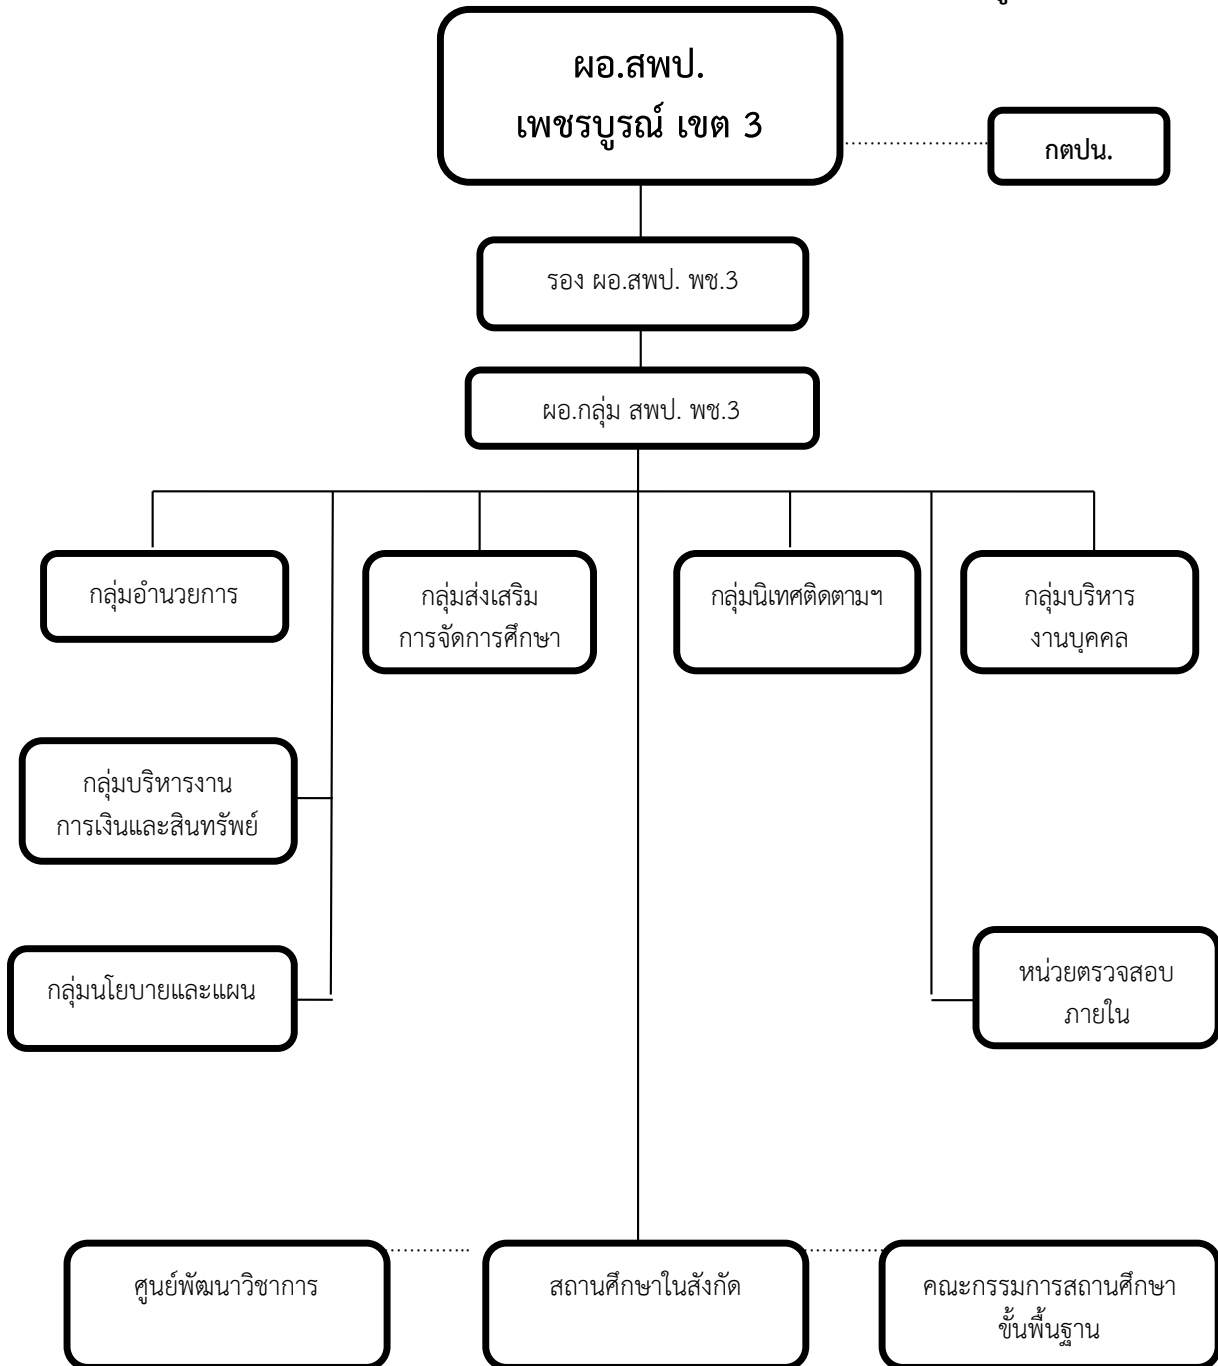 ผอ.สพป.
เพชรบูรณ์ เขต 3
กตปน.
รอง ผอ.สพป. พช.3
ผอ.กลุ่ม สพป. พช.3
กลุ่มอำนวยการ
กลุ่มส่งเสริม
การจัดการศึกษา
กลุ่มนิเทศติดตามฯ
กลุ่มบริหาร
งานบุคคล
กลุ่มบริหารงาน
การเงินและสินทรัพย์
กลุ่มนโยบายและแผน
หน่วยตรวจสอบ
ภายใน
ศูนย์พัฒนาวิชาการ
สถานศึกษาในสังกัด
คณะกรรมการสถานศึกษา
ขั้นพื้นฐาน